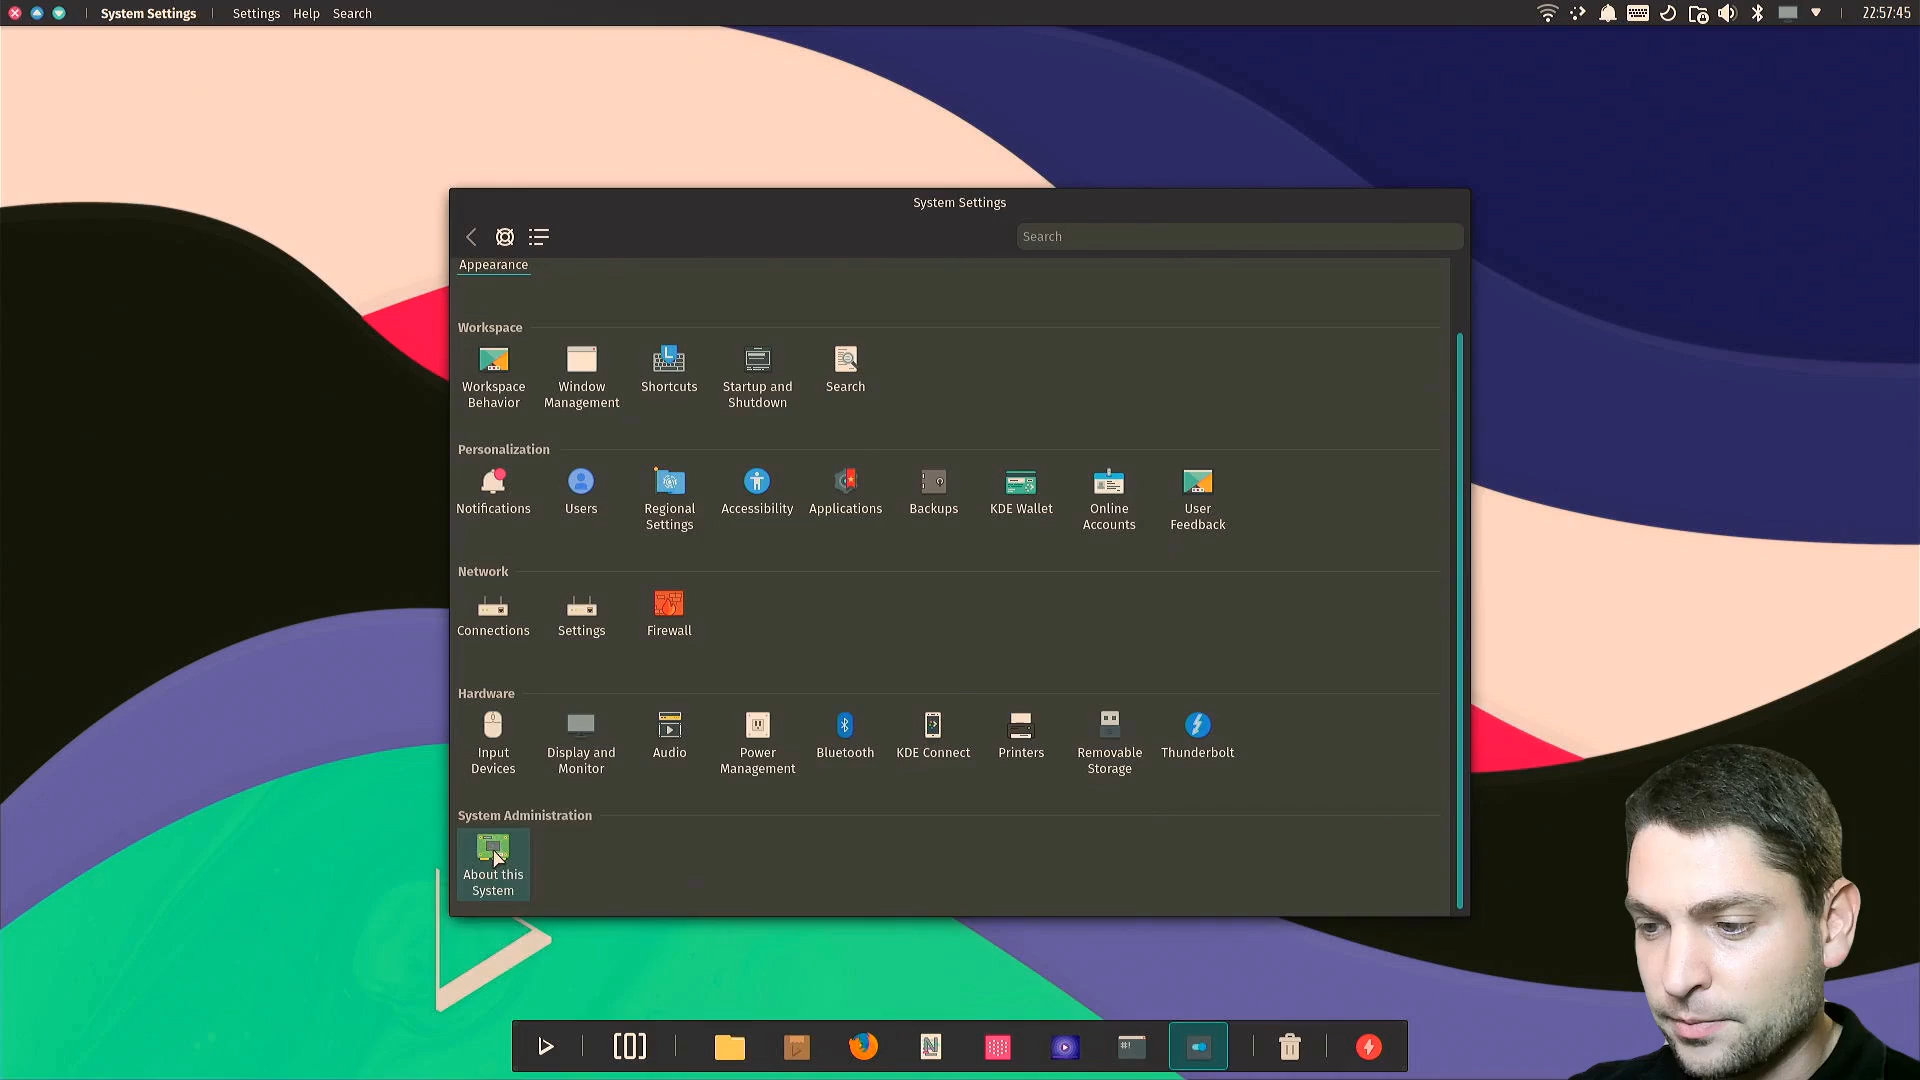 System Settings
Settings
Help
Search
22:57:45
System Settings
Search
Appearance
Workspace
Workspace Behavior
Window Management
Shortcuts
Startup and Shutdown
Search
Personalization
Notifications
Users
Regional Settings
Accessibility
Applications
Backups
KDE Wallet
Online Accounts
User Feedback
Network
Connections
Settings
Firewall
Hardware
Input Devices
Display and Monitor
Audio
Power Management
Bluetooth
KDE Connect
Printers
Removable Storage
Thunderbolt
System Administration
About this System